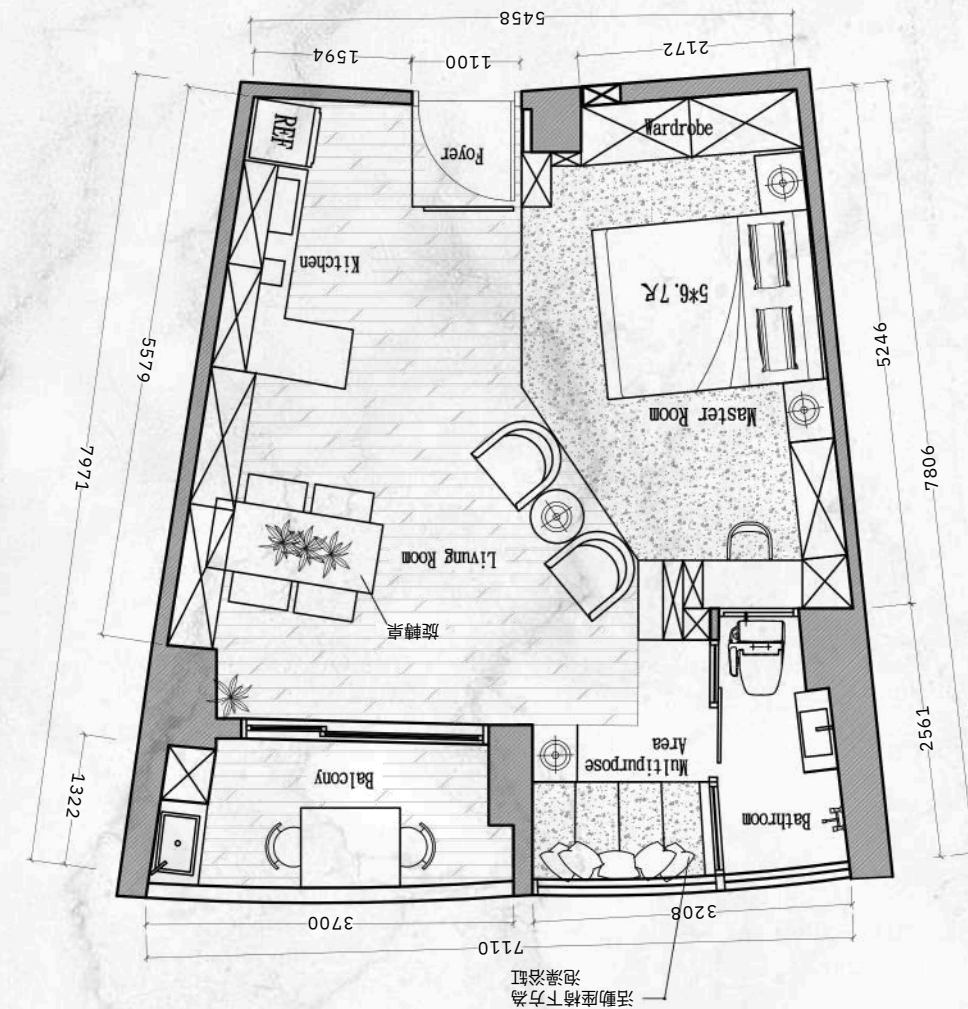 活動座椅下方為
泡澡浴缸
7110
3208
3700
Bathroom
1322
Balcony
Multipurpose
Area
2561
旋轉桌
Livung Room
Master Room
7806
7971
5246
5579
5*6.7尺
Kitchen
Foyer
Wardrobe
REF
2172
1100
1594
5458